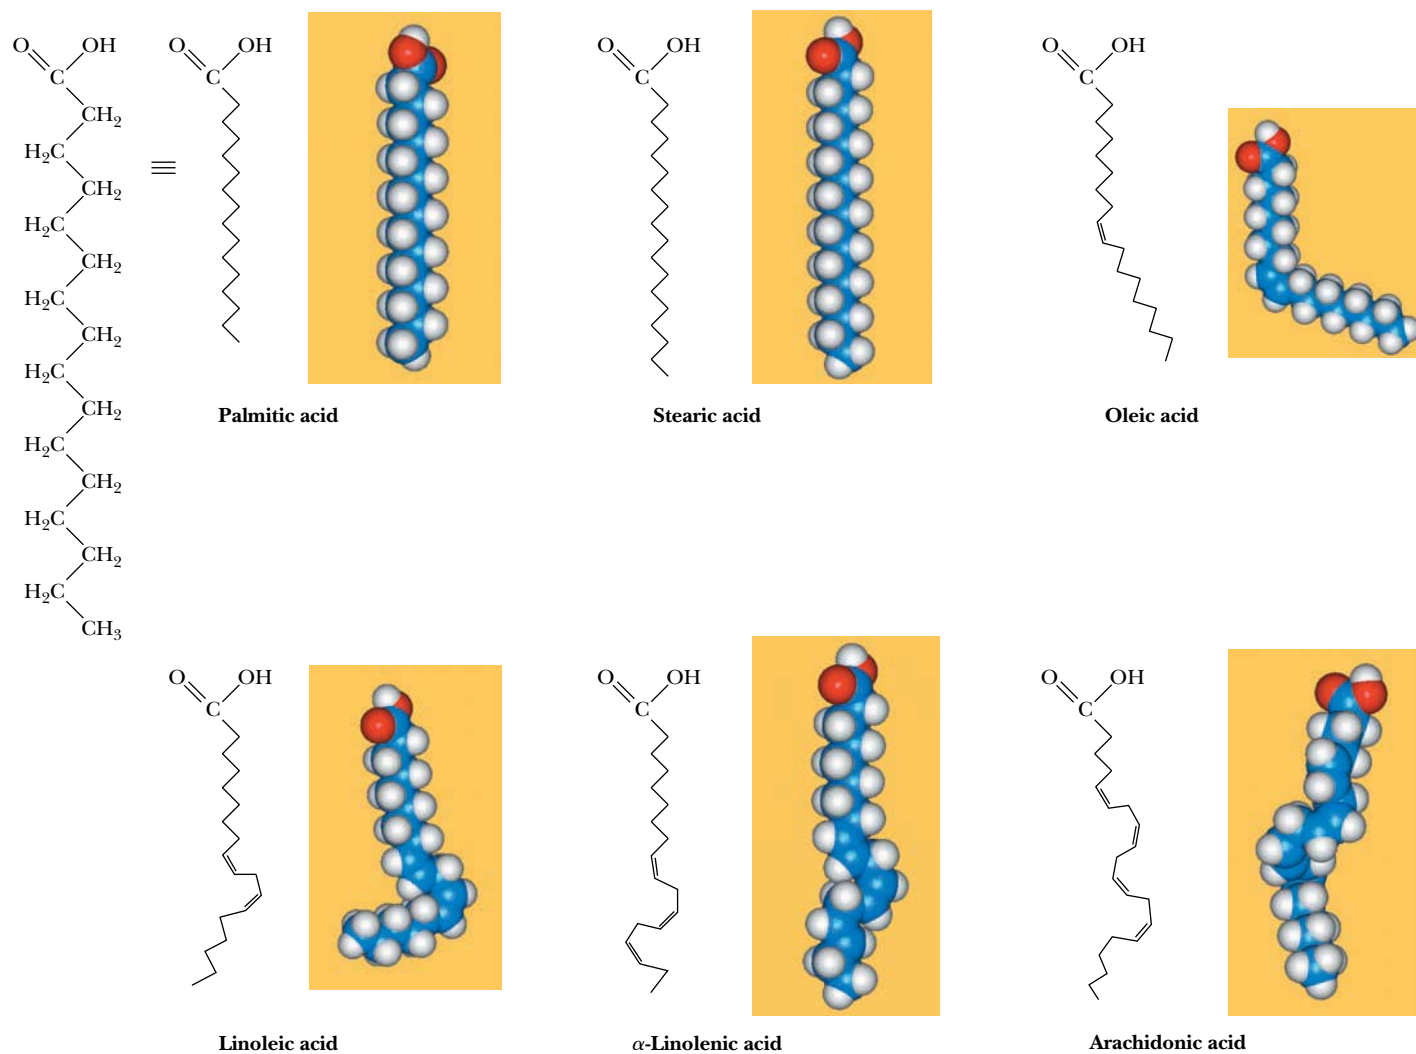 O OH
C
CH₂
H₂C
CH₂
H₂C
CH₂
H₂C
CH₂
H₂C
CH₂
H₂C
CH₂
H₂C
CH₂
H₂C
CH₃
≡
O OH
C
Palmitic acid
O OH
C
Stearic acid
O OH
C
Oleic acid
O OH
C
Linoleic acid
O OH
C
α-Linolenic acid
O OH
C
Arachidonic acid